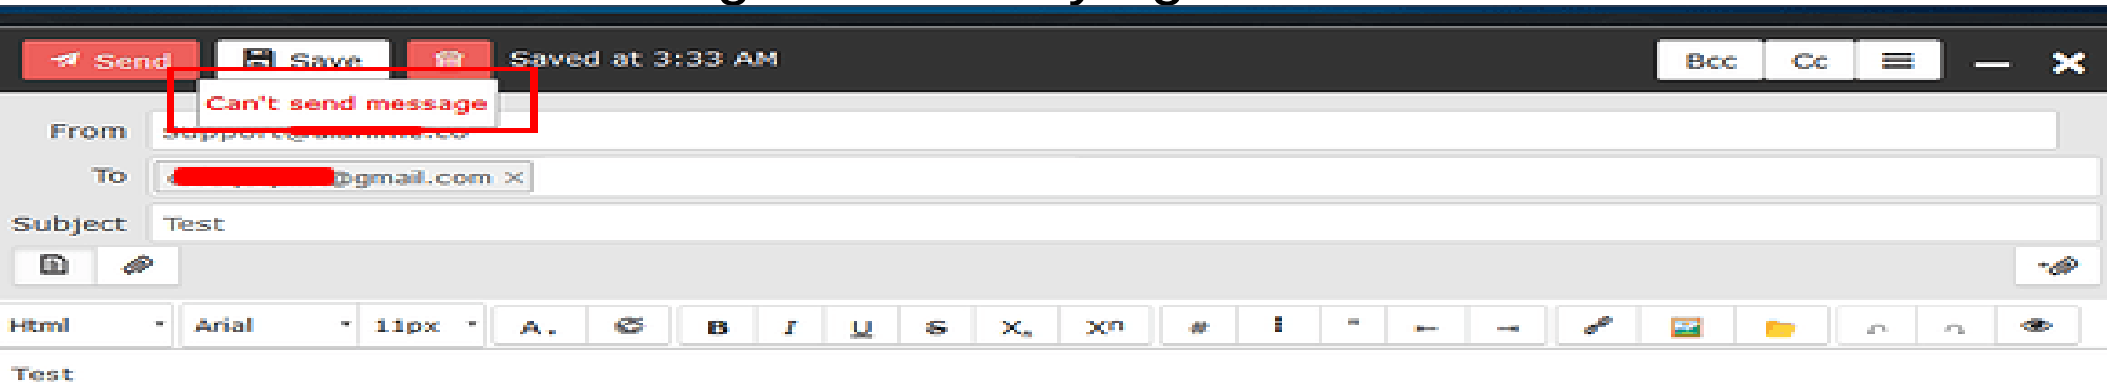 Send Save Saved at 3:33 AM Bcc Cc
Can't send message
From
To @gmail.com ×
Subject Test
Html Arial 11px A. B I U S X Xn # "
Test